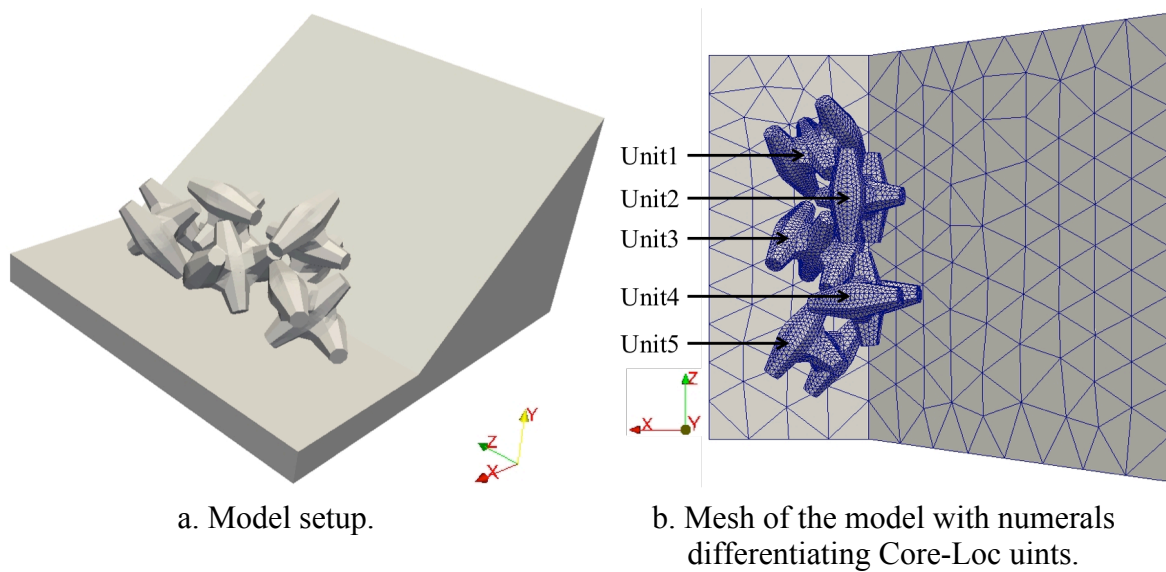 Unit1
Unit2
Unit3
Unit4
Unit5
Y
Z
X
Z
X
Y
a. Model setup.
b. Mesh of the model with numerals
differentiating Core-Loc uints.